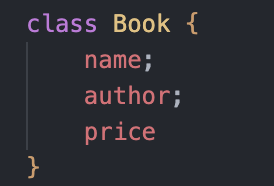 class Book {
    name;
    author;
    price
}